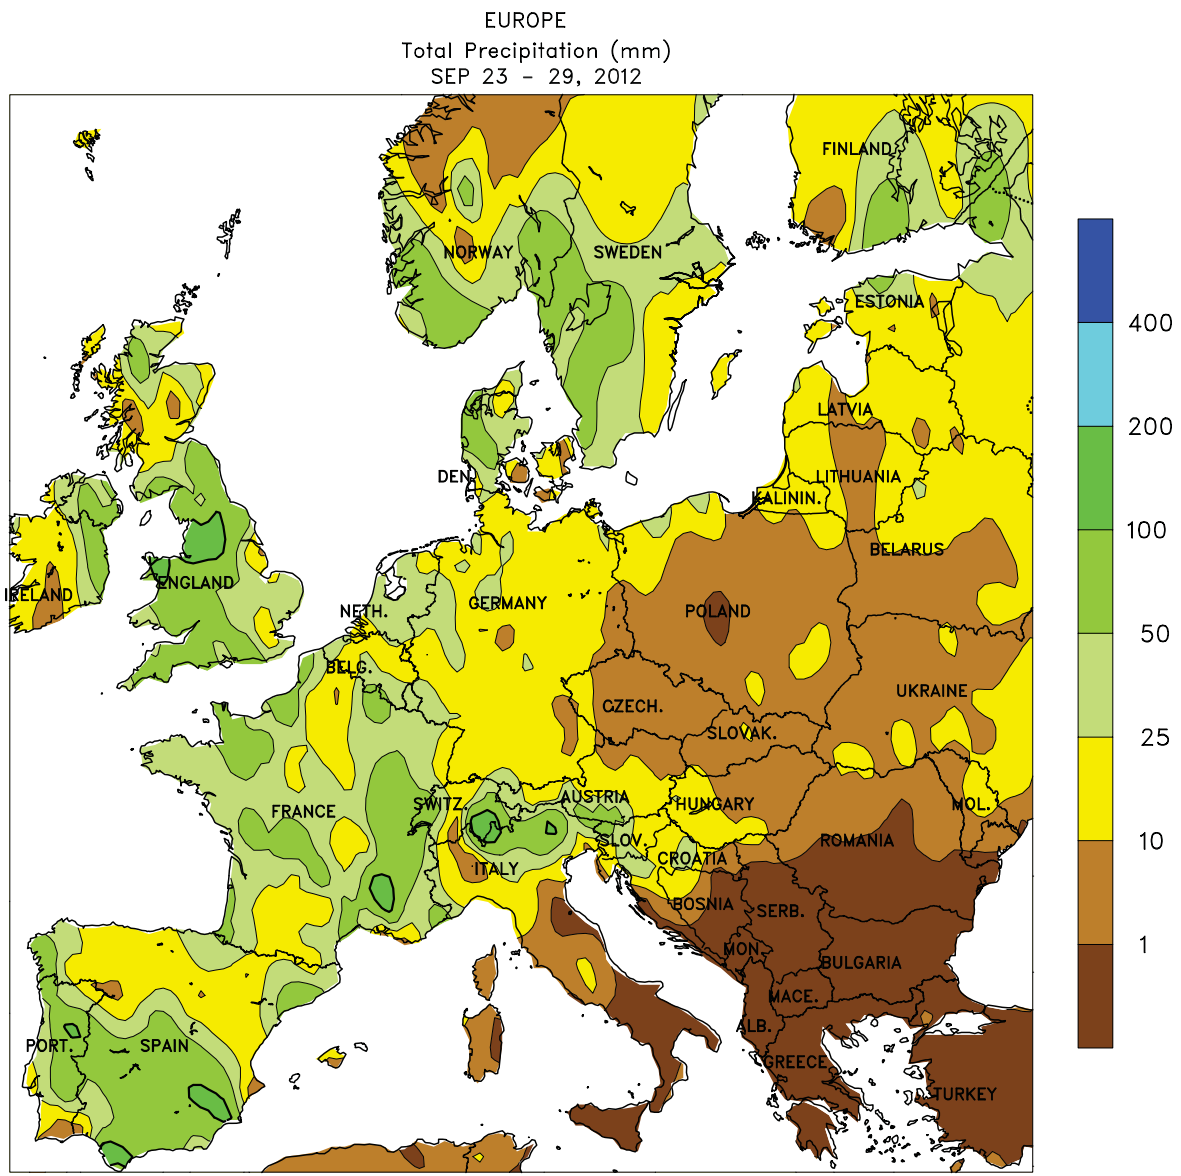 EUROPE
Total Precipitation (mm)
SEP 23 - 29, 2012
FINLAND
NORWAY
SWEDEN
ESTONIA
400
LATVIA
200
DEN.
LITHUANIA
KALININ.
100
BELARUS
ENGLAND
IRELAND
NETH.
GERMANY
POLAND
50
BELG.
UKRAINE
CZECH.
SLOVAK.
25
FRANCE
SWITZ.
AUSTRIA
HUNGARY
MOL.
SLOV.
ROMANIA
10
ITALY
CROATIA
BOSNIA
SERB.
MON.
1
BULGARIA
MACE.
ALB.
PORT.
SPAIN
GREECE
TURKEY